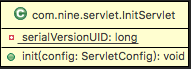 com.nine.servlet.InitServlet
serialVersionUID: long
init(config: ServletConfig): void